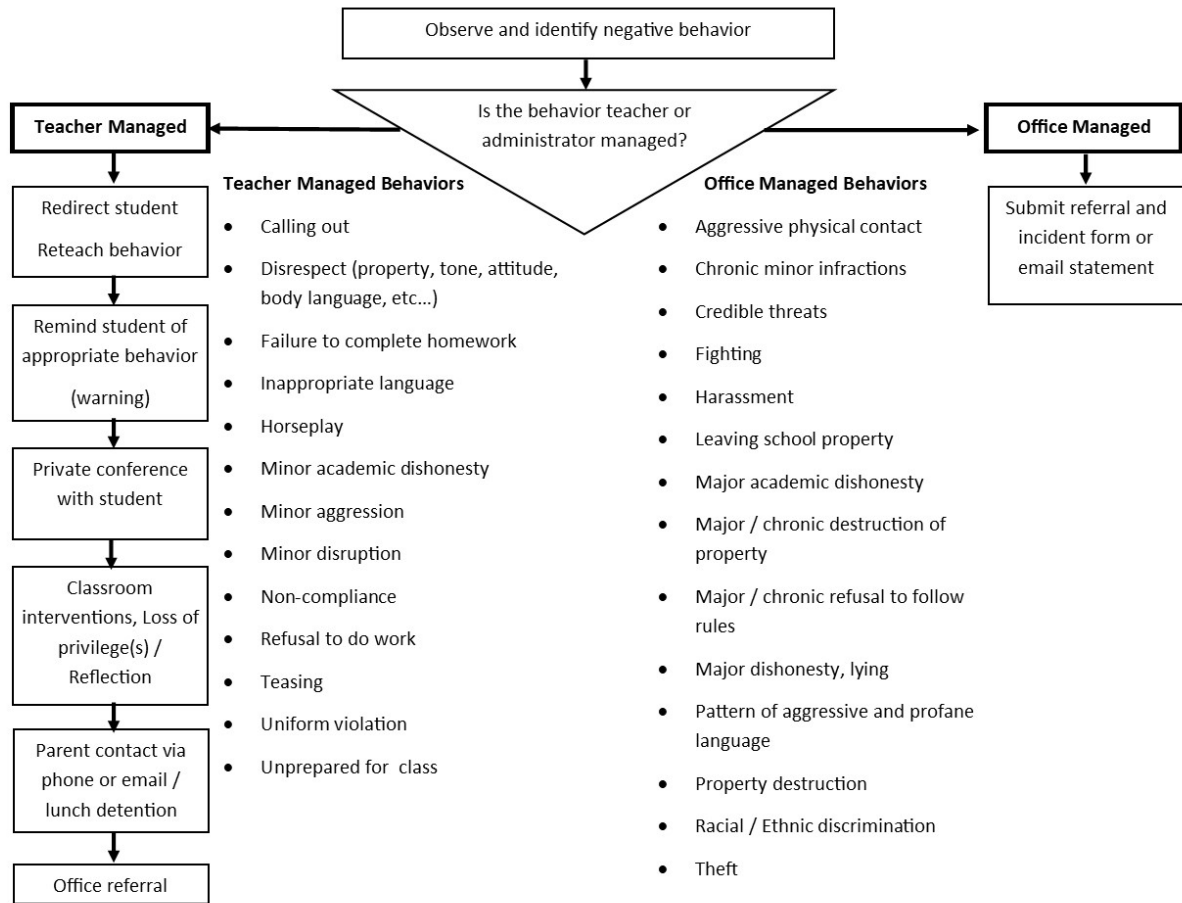 Observe and identify negative behavior
Is the behavior teacher or
administrator managed?
Teacher Managed
Redirect student
Reteach behavior
Remind student of
appropriate behavior
(warning)
Private conference
with student
Classroom
interventions, Loss of
privilege(s) /
Reflection
Parent contact via
phone or email /
lunch detention
Office referral
Teacher Managed Behaviors
• Calling out
• Disrespect (property, tone, attitude,
body language, etc...)
• Failure to complete homework
• Inappropriate language
• Horseplay
• Minor academic dishonesty
• Minor aggression
• Minor disruption
• Non-compliance
• Refusal to do work
• Teasing
• Uniform violation
• Unprepared for class
Office Managed Behaviors
• Aggressive physical contact
• Chronic minor infractions
• Credible threats
• Fighting
• Harassment
• Leaving school property
• Major academic dishonesty
• Major / chronic destruction of
property
• Major / chronic refusal to follow
rules
• Major dishonesty, lying
• Pattern of aggressive and profane
language
• Property destruction
• Racial / Ethnic discrimination
• Theft
Office Managed
Submit referral and
incident form or
email statement